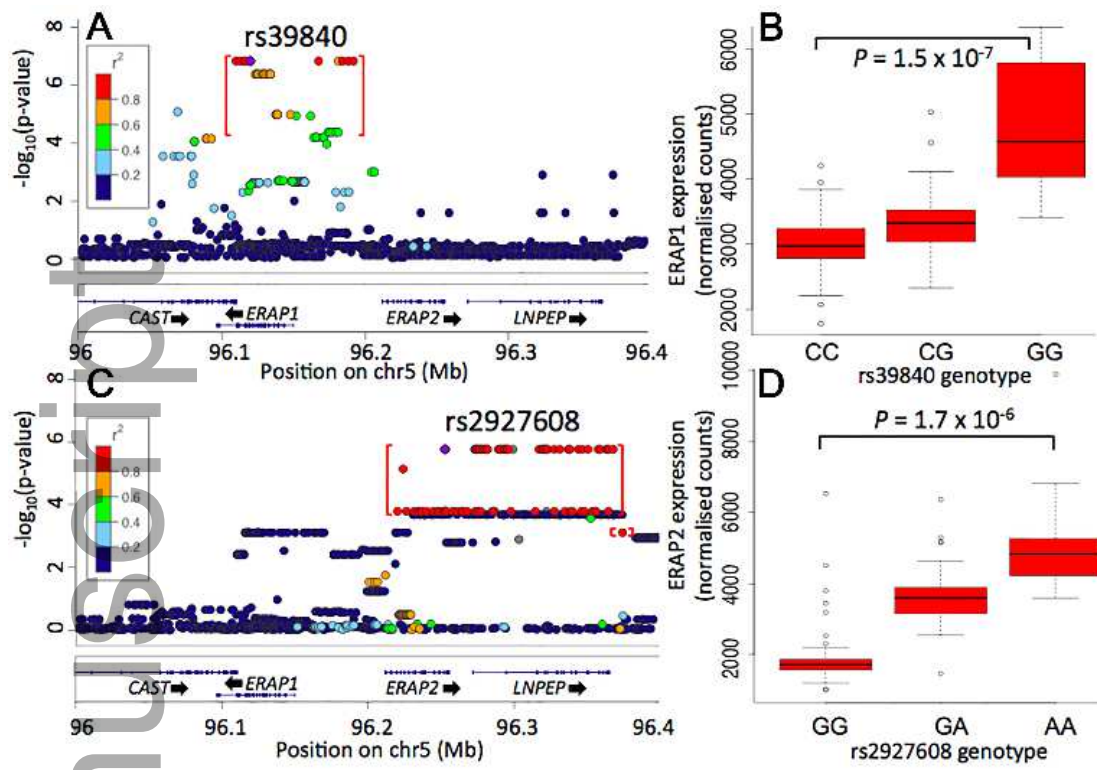 A
rs39840
8
6
4
2
0
-log10(p-value)
r²
0.8
0.6
0.4
0.2
CAST
ERAP1
ERAP2
LNPEP
96
96.1
96.2
96.3
96.4
Position on chr5 (Mb)
B
P = 1.5 x 10-7
ERAP1 expression
(normalised counts)
6000
5000
4000
3000
2000
CC
CG
GG
rs39840 genotype
C
rs2927608
8
6
4
2
0
-log10(p-value)
r²
0.8
0.6
0.4
0.2
CAST
ERAP1
ERAP2
LNPEP
96
96.1
96.2
96.3
96.4
Position on chr5 (Mb)
D
P = 1.7 x 10-6
ERAP2 expression
(normalised counts)
10000
8000
6000
4000
2000
GG
GA
AA
rs2927608 genotype
nuscript